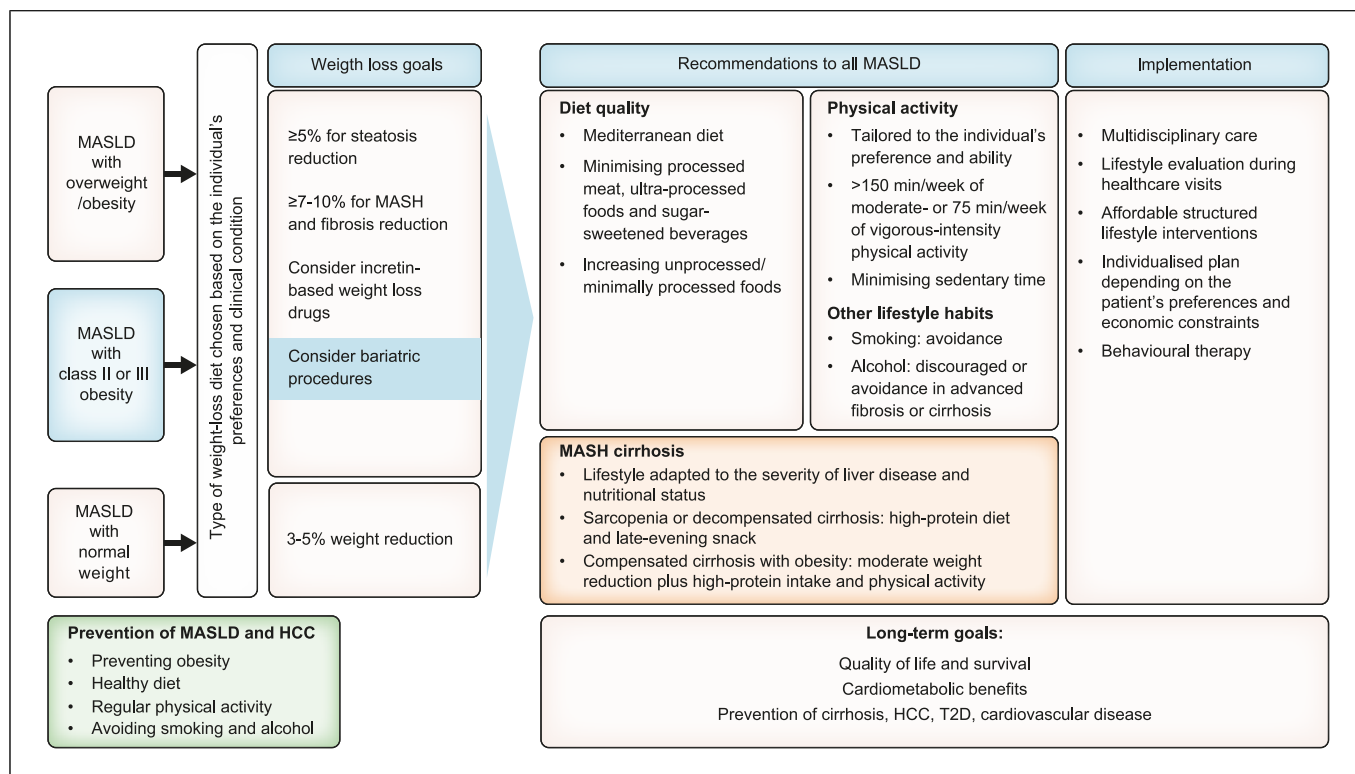 MASLD
with
overweight
/obesity
MASLD
with
class II or III
obesity
MASLD
with
normal
weight
Type of weight-loss diet chosen based on the individual's
preferences and clinical condition
Weigth loss goals
≥5% for steatosis
reduction
≥7-10% for MASH
and fibrosis reduction
Consider incretin-
based weight loss
drugs
Consider bariatric
procedures
3-5% weight reduction
Recommendations to all MASLD
Diet quality
• Mediterranean diet
• Minimising processed
meat, ultra-processed
foods and sugar-
sweetened beverages
• Increasing unprocessed/
minimally processed foods
Physical activity
• Tailored to the individual's
preference and ability
• >150 min/week of
moderate- or 75 min/week
of vigorous-intensity
physical activity
• Minimising sedentary time
Other lifestyle habits
• Smoking: avoidance
• Alcohol: discouraged or
avoidance in advanced
fibrosis or cirrhosis
MASH cirrhosis
• Lifestyle adapted to the severity of liver disease and
nutritional status
• Sarcopenia or decompensated cirrhosis: high-protein diet
and late-evening snack
• Compensated cirrhosis with obesity: moderate weight
reduction plus high-protein intake and physical activity
Implementation
• Multidisciplinary care
• Lifestyle evaluation during
healthcare visits
• Affordable structured
lifestyle interventions
• Individualised plan
depending on the
patient's preferences and
economic constraints
• Behavioural therapy
Prevention of MASLD and HCC
• Preventing obesity
• Healthy diet
• Regular physical activity
• Avoiding smoking and alcohol
Long-term goals:
Quality of life and survival
Cardiometabolic benefits
Prevention of cirrhosis, HCC, T2D, cardiovascular disease